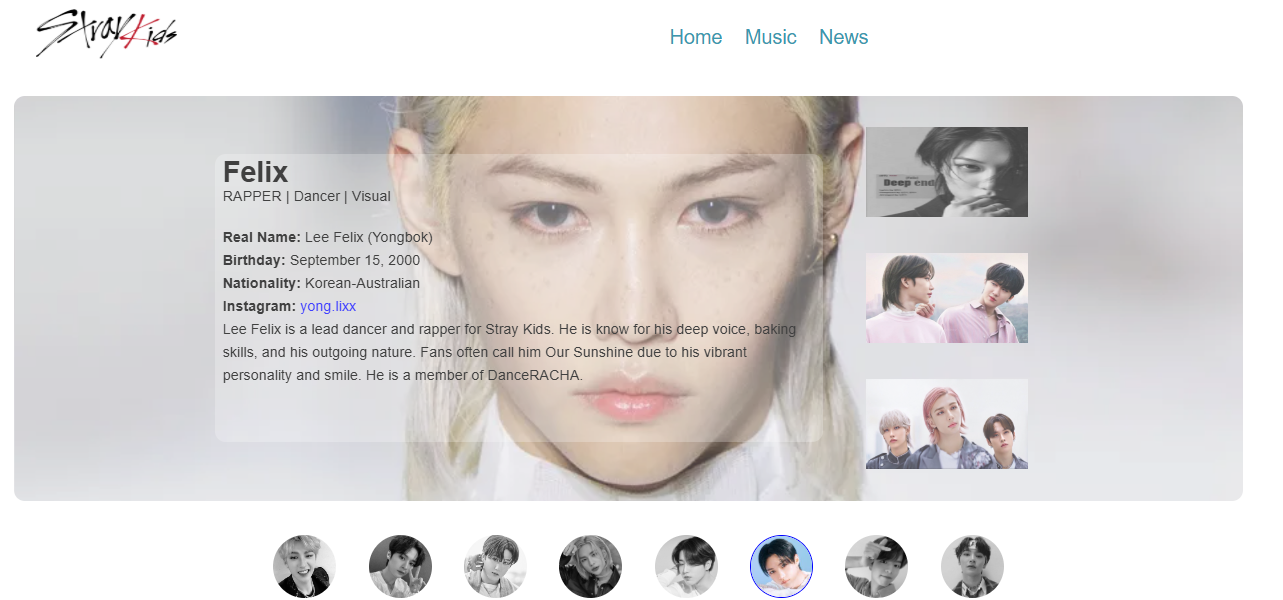 Stray Kids
Home Music News
Felix
RAPPER | Dancer | Visual
Deep end
Real Name: Lee Felix (Yongbok)
Birthday: September 15, 2000
Nationality: Korean-Australian
Instagram: yong.lixx
Lee Felix is a lead dancer and rapper for Stray Kids. He is know for his deep voice, baking
skills, and his outgoing nature. Fans often call him Our Sunshine due to his vibrant
personality and smile. He is a member of DanceRACHA.